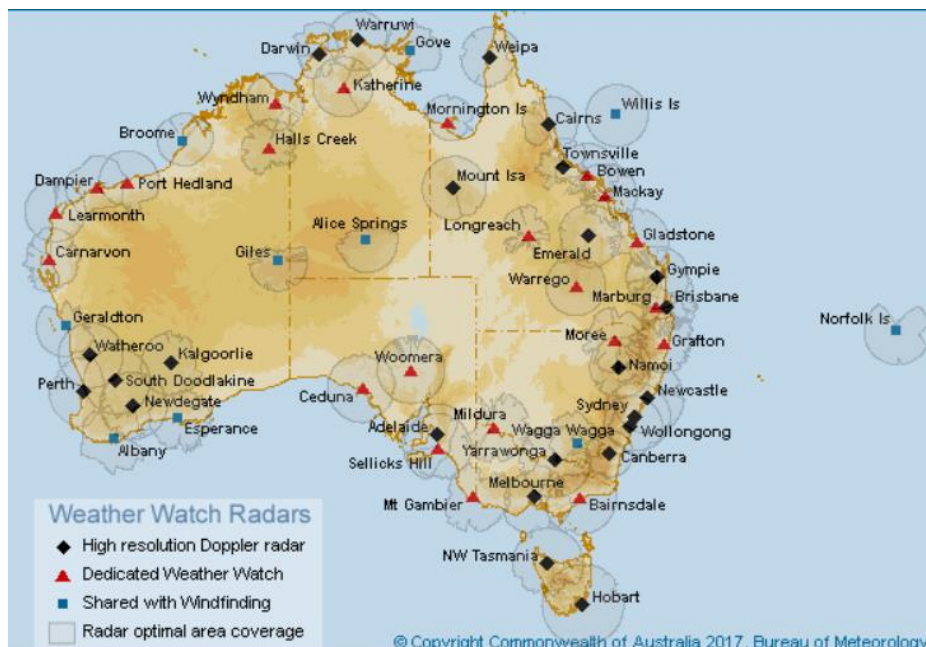 Warruwi
Darwin
Gove
Weipa
Katherine
Wyndham
Mornington Is
Willis Is
Cairns
Broome
Halls Creek
Townsville
Bowen
Mount Isa
Dampier
Port Hedland
Mackay
Learmonth
Alice Springs
Longreach
Gladstone
Carnarvon
Giles
Emerald
Gympie
Warrego
Marburg
Brisbane
Geraldton
Norfolk Is
Watheroo
Kalgoorlie
Moree
Grafton
Woomera
Namoi
Perth
South Doodlakine
Newcastle
Newdegate
Ceduna
Mildura
Sydney
Esperance
Adelaide
Wagga Wagga
Wollongong
Albany
Yarrawonga
Canberra
Sellicks Hill
Melbourne
Mt Gambier
Bairnsdale
Weather Watch Radars
High resolution Doppler radar
NW Tasmania
Dedicated Weather Watch
Shared with Windfinding
Hobart
Radar optimal area coverage
© Copyright Commonwealth of Australia 2017, Bureau of Meteorology